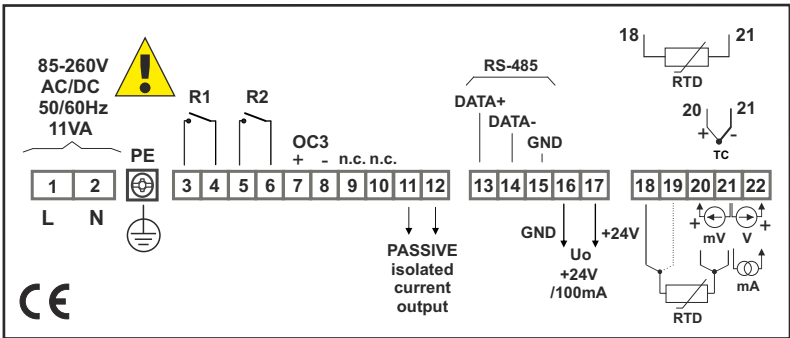 85-260V
AC/DC
50/60Hz
11VA
!
R1
R2
RS-485
18
21
RTD
DATA+
DATA-
GND
20
21
+
-
TC
PE
OC3
+
-
n.c. n.c.
1 2
3 4 5 6 7 8 9 10 11 12
13 14 15 16 17
18 19 20 21 22
L
N
PASSIVE
isolated
current
output
GND
+24V
Uo
+24V
/100mA
+
mV
V
+
mA
RTD
CE